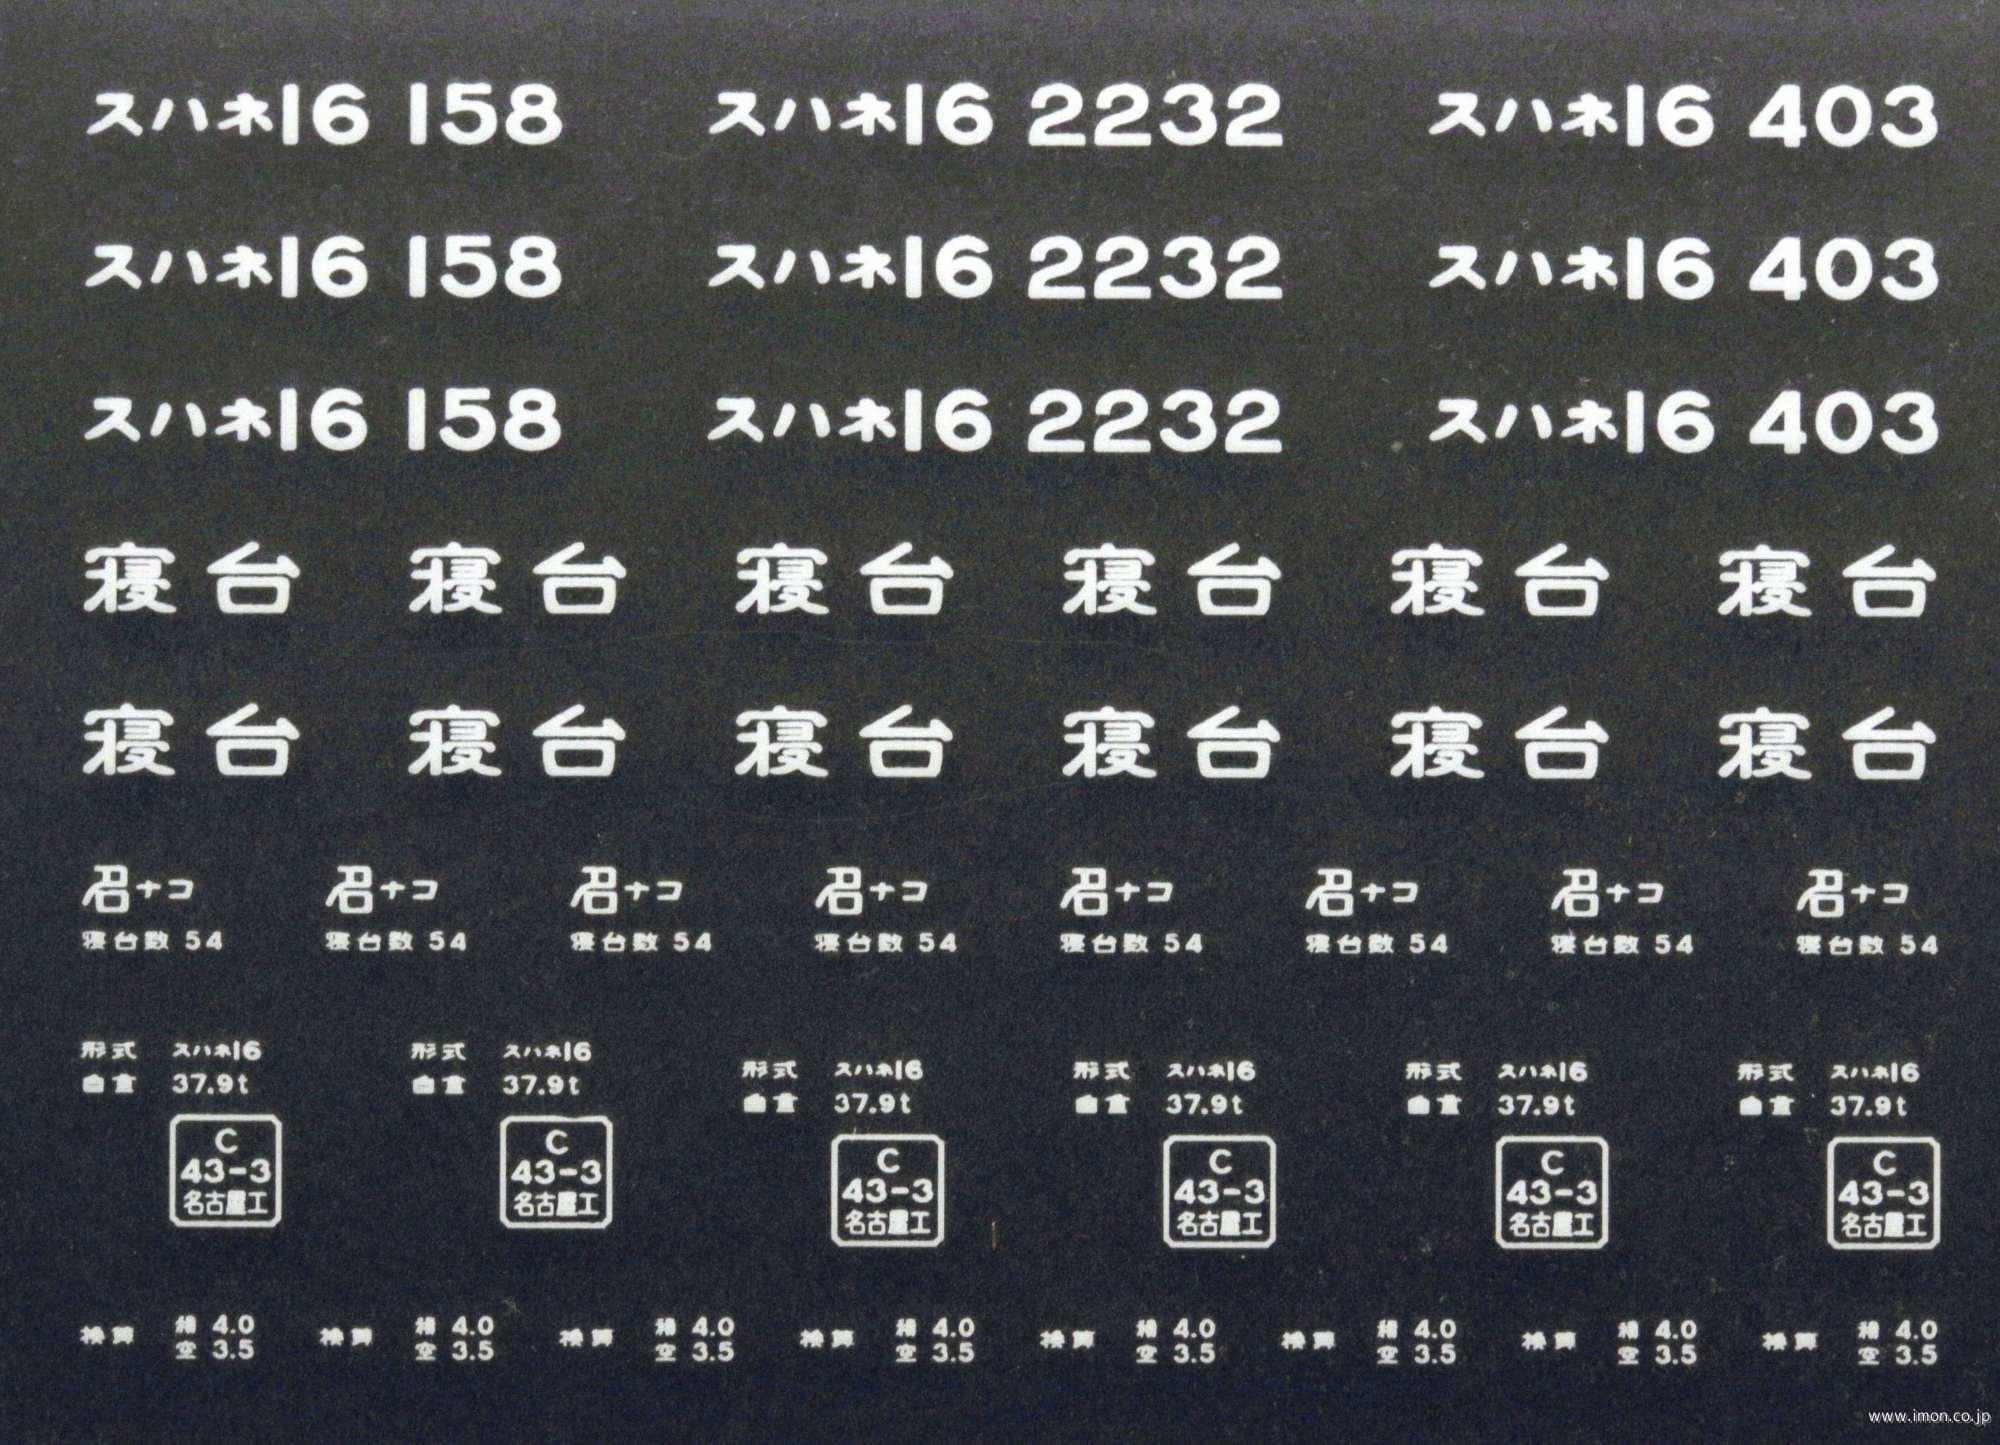 スハネ16 158 スハネ16 2232 スハネ16 403
スハネ16 158 スハネ16 2232 スハネ16 403
スハネ16 158 スハネ16 2232 スハネ16 403
寝台 寝台 寝台 寝台 寝台 寝台
寝台 寝台 寝台 寝台 寝台 寝台
名ナコ 名ナコ 名ナコ 名ナコ 名ナコ 名ナコ 名ナコ 名ナコ
寝台数 54 寝台数 54 寝台数 54 寝台数 54 寝台数 54 寝台数 54 寝台数 54 寝台数 54
形式 スハネ16 形式 スハネ16 形式 スハネ16 形式 スハネ16 形式 スハネ16 形式 スハネ16
自重 37.9t 自重 37.9t 自重 37.9t 自重 37.9t 自重 37.9t 自重 37.9t
C C C C C C
43-3 43-3 43-3 43-3 43-3 43-3
名古屋工 名古屋工 名古屋工 名古屋工 名古屋工 名古屋工
換算 積 4.0 換算 積 4.0 換算 積 4.0 換算 積 4.0 換算 積 4.0 換算 積 4.0 換算 積 4.0 換算 積 4.0
空 3.5 空 3.5 空 3.5 空 3.5 空 3.5 空 3.5 空 3.5 空 3.5
www.imon.co.jp